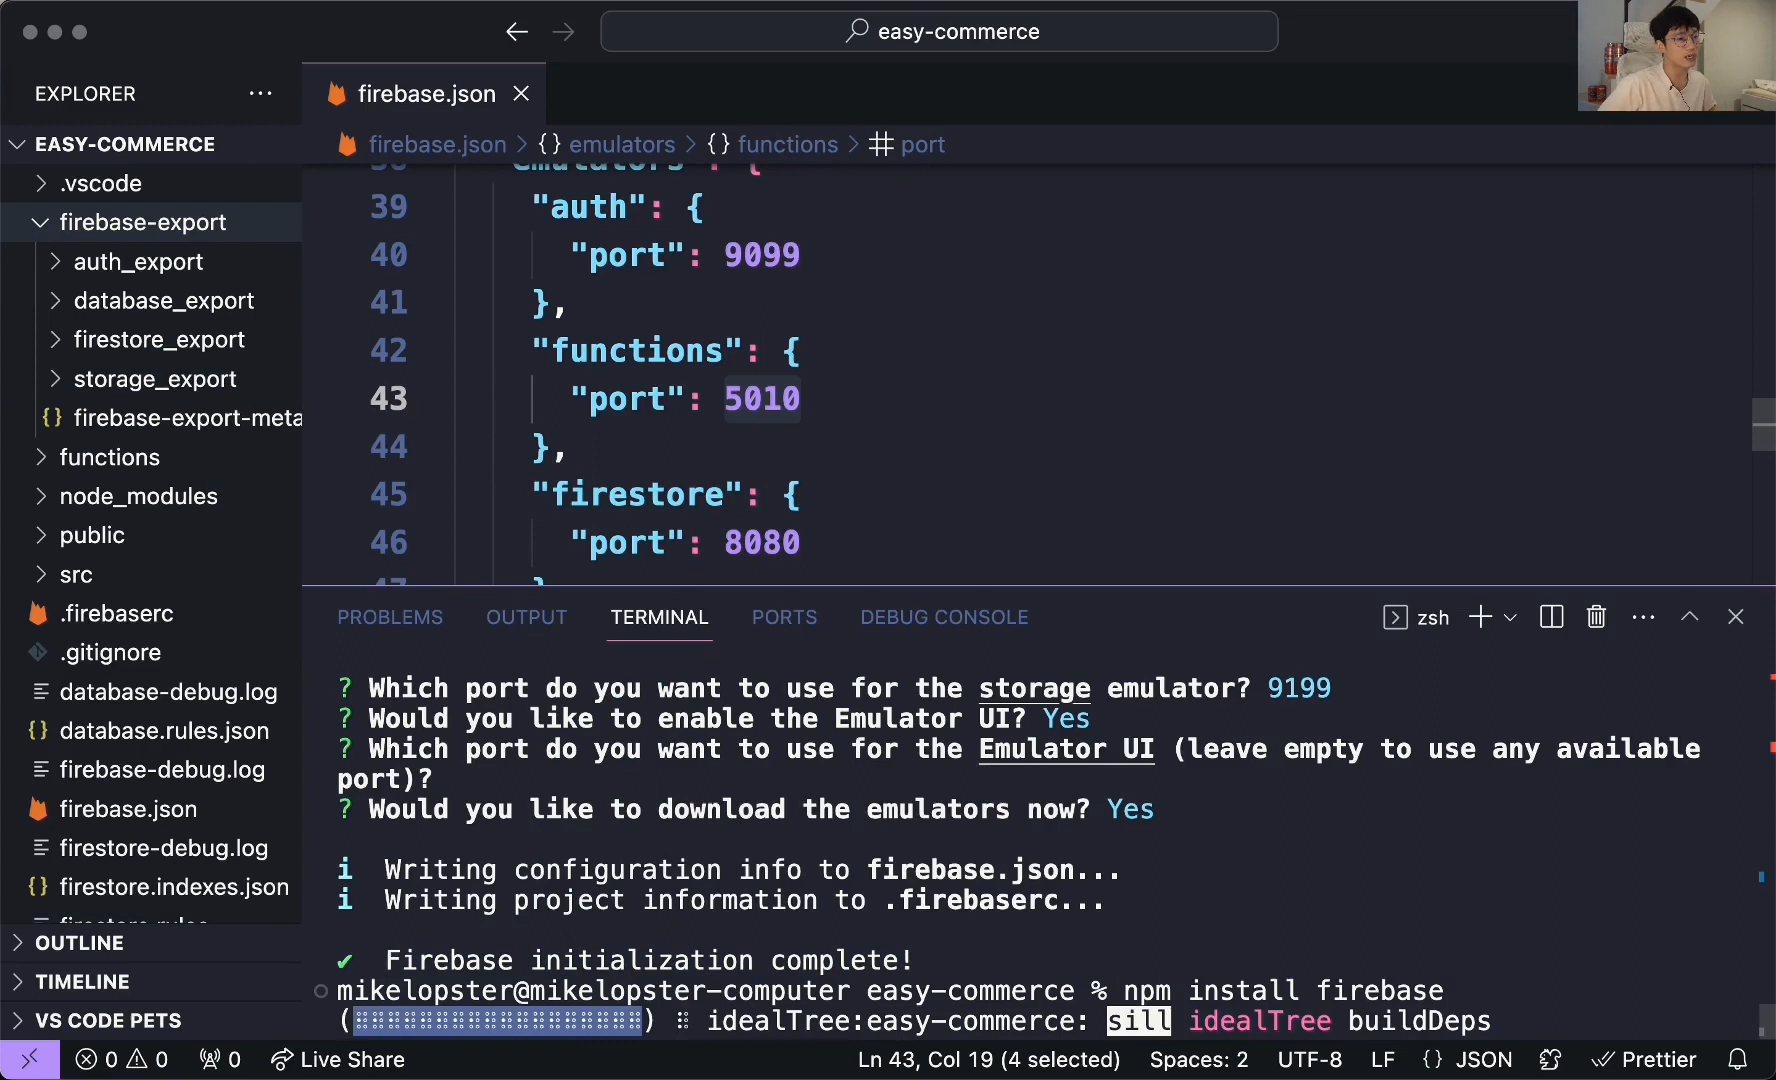 easy-commerce
EXPLORER
firebase.json
EASY-COMMERCE
firebase.json > {} emulators > {} functions > # port
.vscode
firebase-export
auth_export
database_export
firestore_export
storage_export
{} firebase-export-meta
functions
node_modules
public
src
.firebaserc
.gitignore
database-debug.log
{} database.rules.json
firebase-debug.log
firebase.json
firestore-debug.log
{} firestore.indexes.json
OUTLINE
TIMELINE
VS CODE PETS
39 "auth": {
40 "port": 9099
41 },
42 "functions": {
43 "port": 5010
44 },
45 "firestore": {
46 "port": 8080
PROBLEMS OUTPUT TERMINAL PORTS DEBUG CONSOLE
zsh
? Which port do you want to use for the storage emulator? 9199
? Would you like to enable the Emulator UI? Yes
? Which port do you want to use for the Emulator UI (leave empty to use any available
port)?
? Would you like to download the emulators now? Yes
i Writing configuration info to firebase.json...
i Writing project information to .firebaserc...
✔ Firebase initialization complete!
mikelopster@mikelopster-computer easy-commerce % npm install firebase
(⠿⠿⠿⠿⠿⠿⠿⠿⠿⠿⠿⠿⠿⠿⠿⠿⠿⠿) ⠿ idealTree:easy-commerce: sill idealTree buildDeps
0 0 0 Live Share Ln 43, Col 19 (4 selected) Spaces: 2 UTF-8 LF {} JSON Prettier